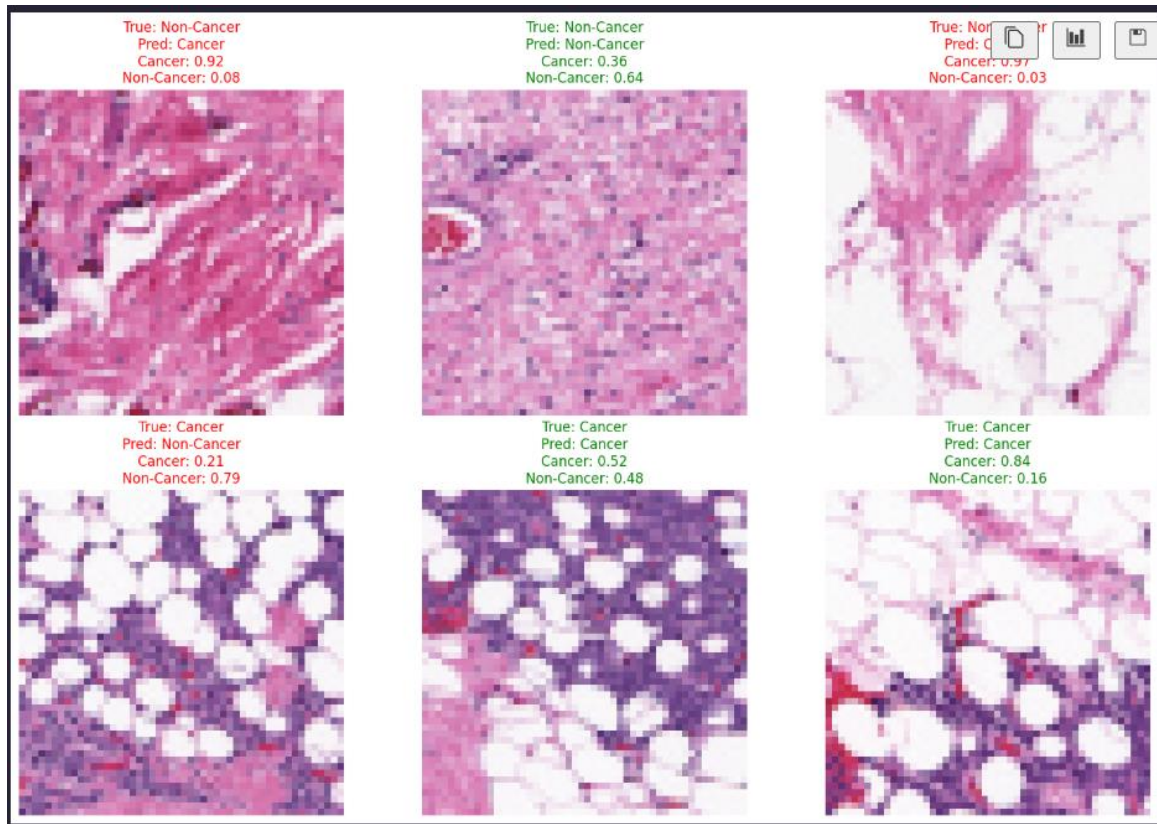 True: Non-Cancer
Pred: Cancer
Cancer: 0.92
Non-Cancer: 0.08
True: Non-Cancer
Pred: Non-Cancer
Cancer: 0.36
Non-Cancer: 0.64
True:
Pred:
Cancer: 0.97
Non-Cancer: 0.03
True: Cancer
Pred: Non-Cancer
Cancer: 0.21
Non-Cancer: 0.79
True: Cancer
Pred: Cancer
Cancer: 0.52
Non-Cancer: 0.48
True: Cancer
Pred: Cancer
Cancer: 0.84
Non-Cancer: 0.16